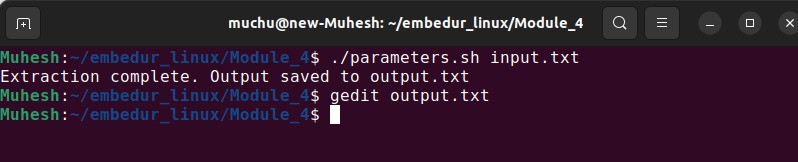 muchu@new-Muhesh: ~/embedur_linux/Module_4
Muhesh:~/embedur_linux/Module_4$ ./parameters.sh input.txt
Extraction complete. Output saved to output.txt
Muhesh:~/embedur_linux/Module_4$ gedit output.txt
Muhesh:~/embedur_linux/Module_4$